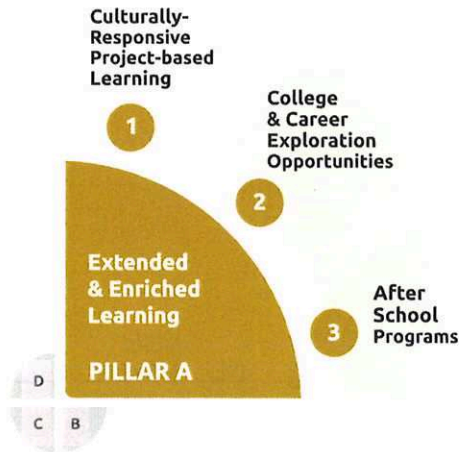 Culturally-
Responsive
Project-based
Learning
1
College
& Career
Exploration
Opportunities
2
Extended
& Enriched
Learning
After
School
Programs
3
PILLAR A
D
C
B